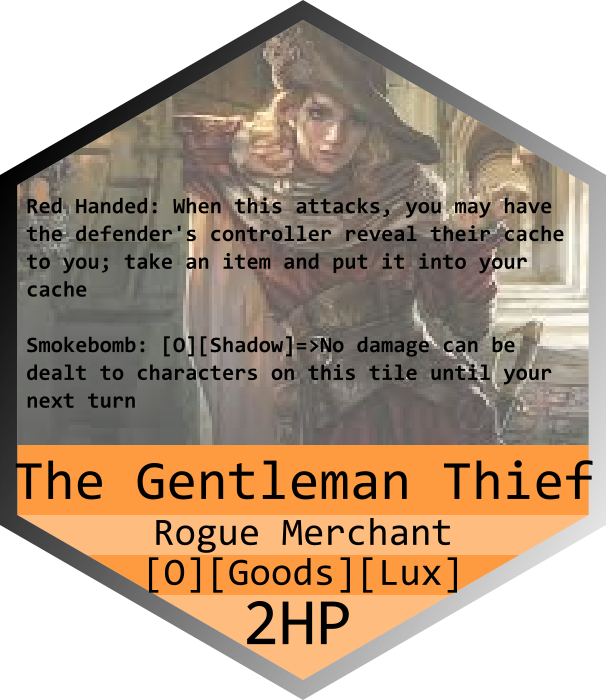 Red Handed: When this attacks, you may have
the defender's controller reveal their cache
to you; take an item and put it into your
cache
Smokebomb: [O][Shadow]=>No damage can be
dealt to characters on this tile until your
next turn
The Gentleman Thief
Rogue Merchant
[O][Goods][Lux]
2HP